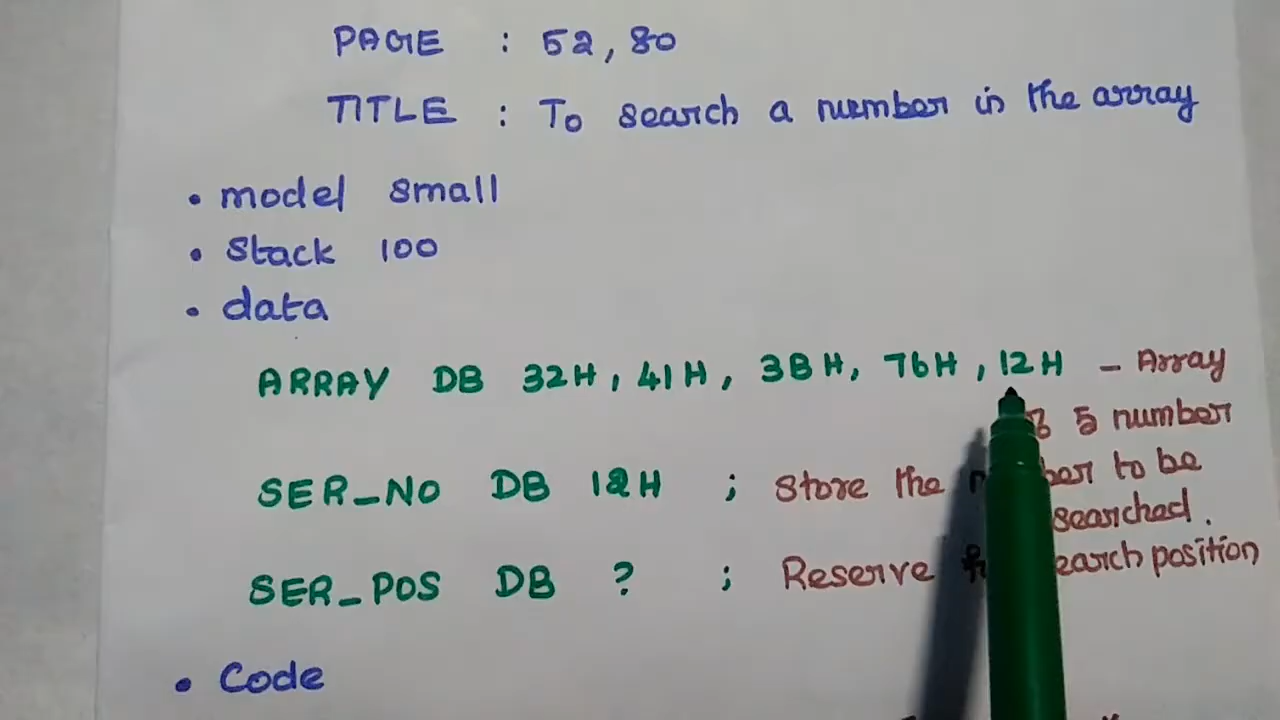 PAGE : 52, 80
TITLE : To search a number in the array
. model small
. Stack 100
. data
ARRAY DB 32H, 41H, 3BH, 76H, 12H - Array
5 number
SER_NO DB 12H ; Store the to be
searched.
SER_POS DB ? ; Reserve position
. Code